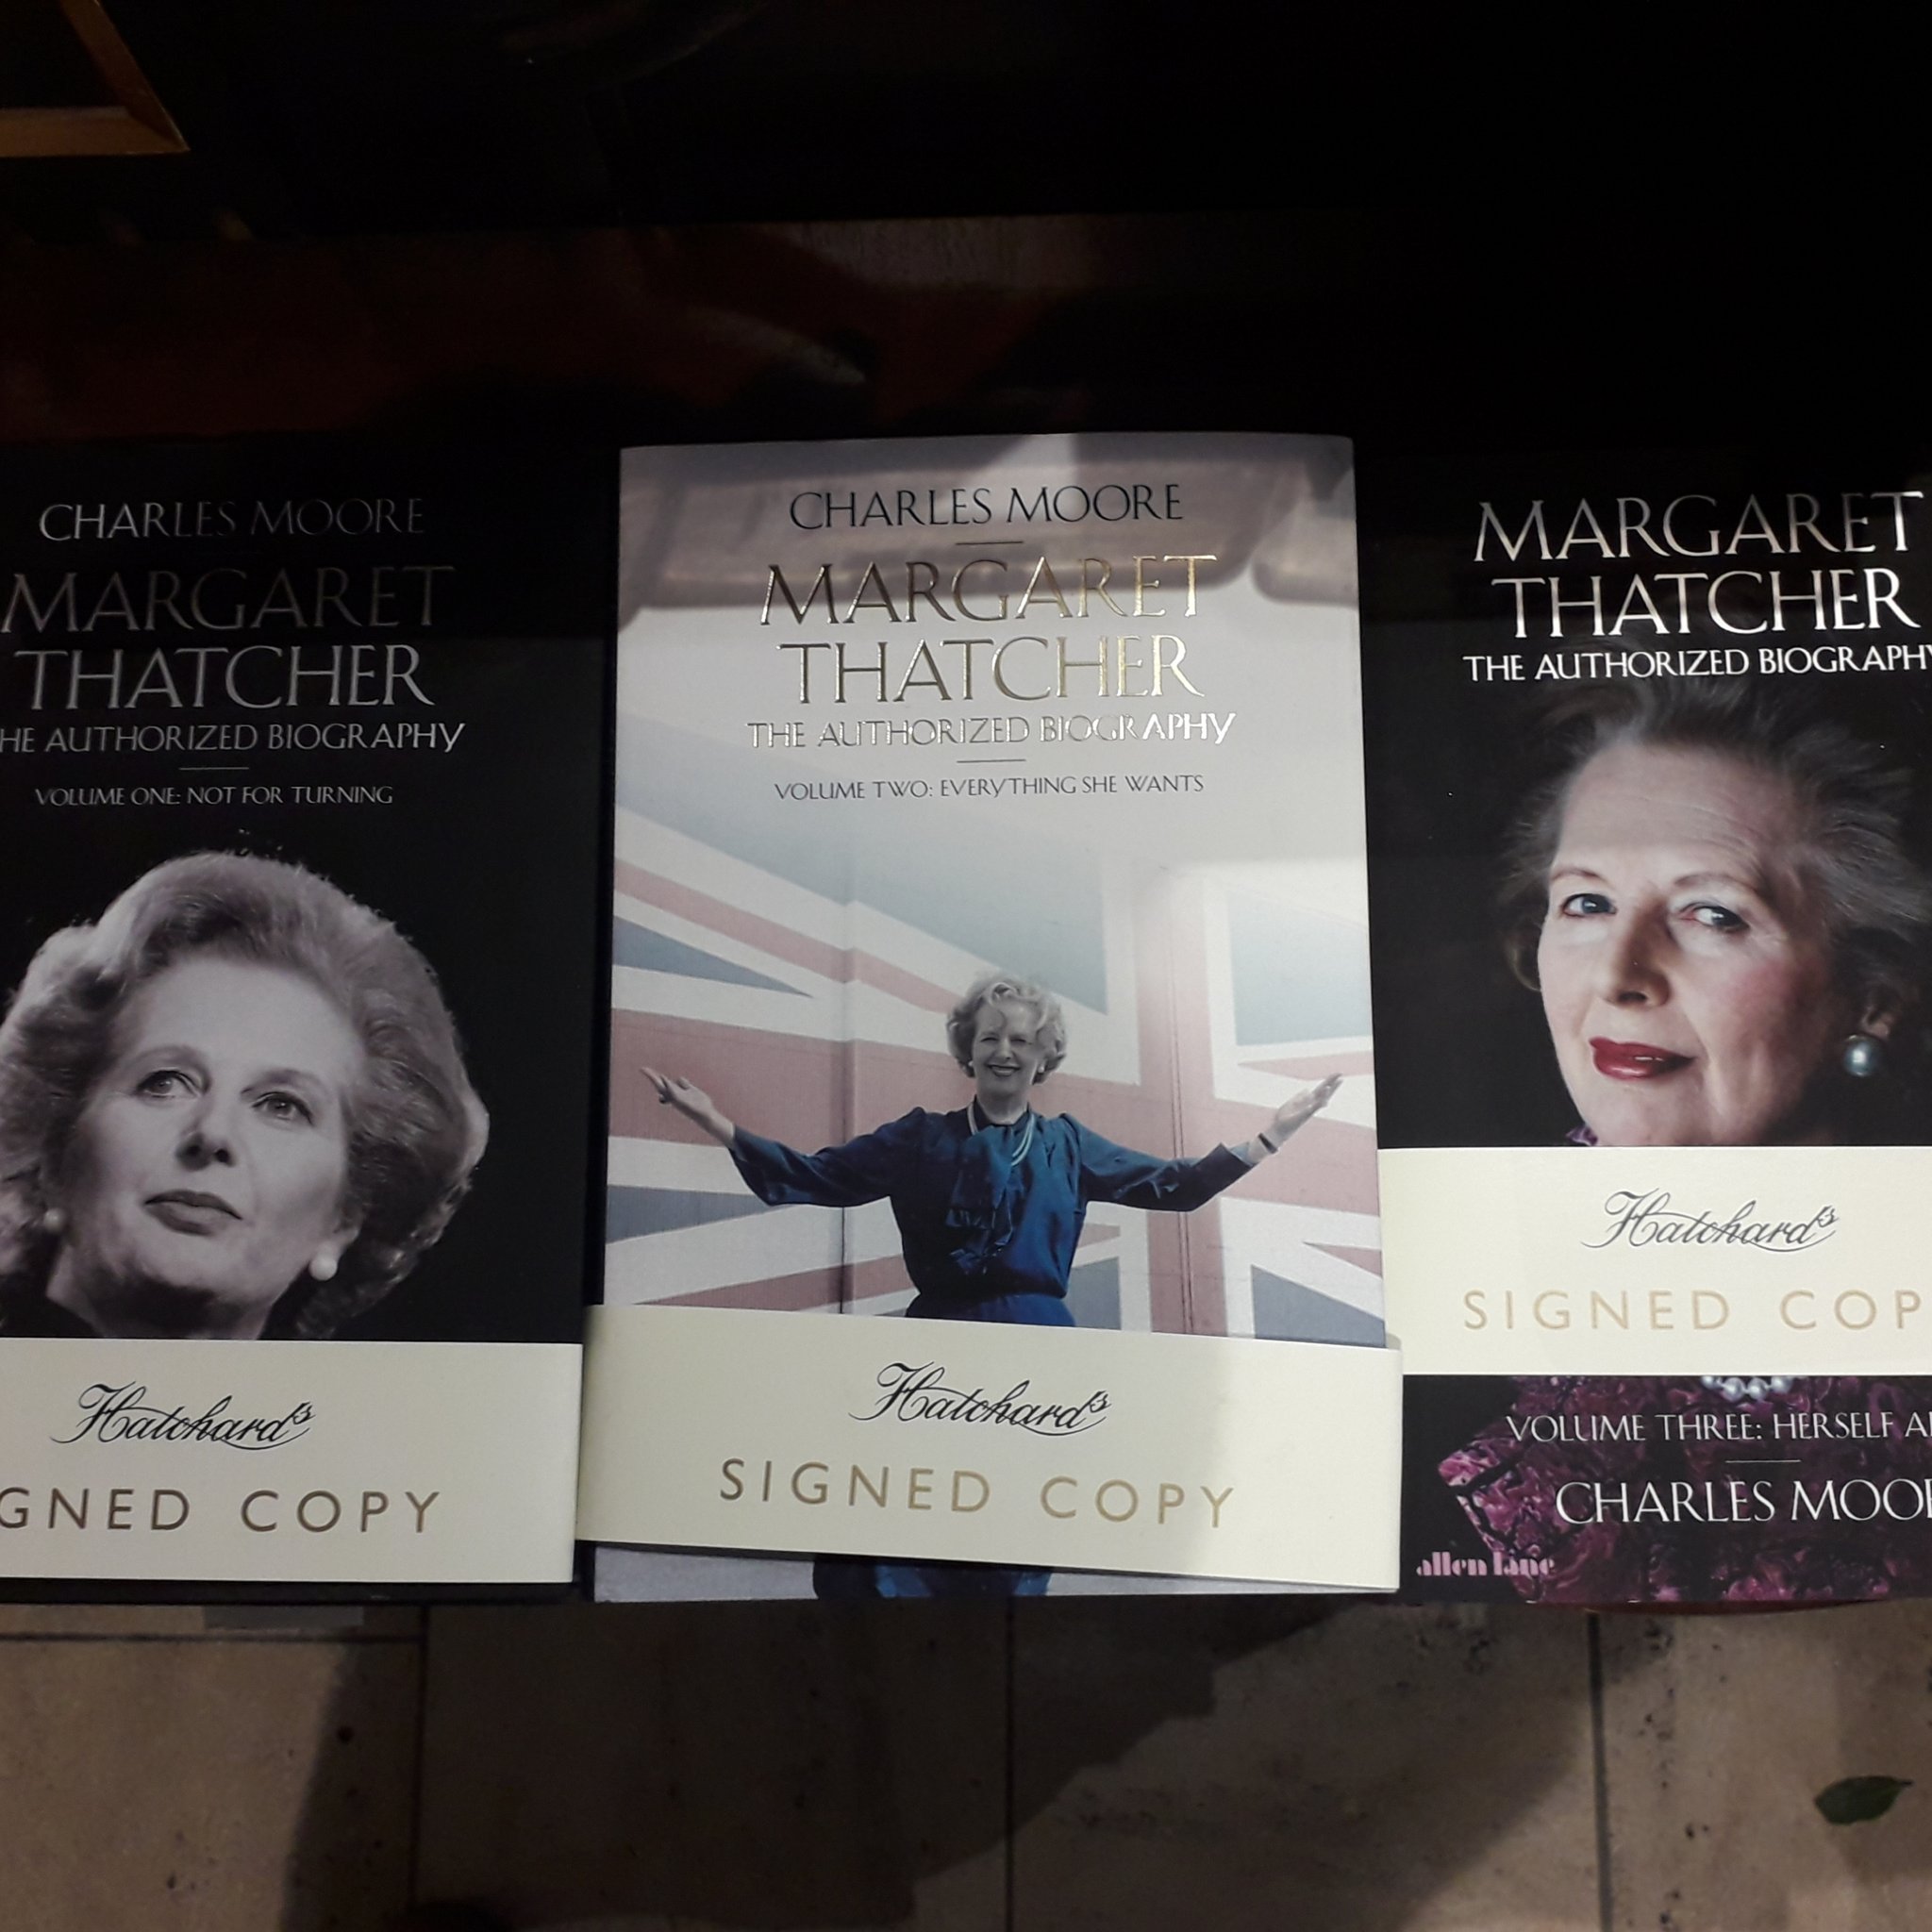 CHARLES MOORE
MARGARET
THATCHER
HE AUTHORIZED BIOGRAPHY
VOLUME ONE: NOT FOR TURNING
Hatchard's
GNED COPY
CHARLES MOORE
MARGARET
THATCHER
THE AUTHORIZED BIOGRAPHY
VOLUME TWO: EVERYTHING SHE WANTS
Hatchard's
SIGNED COPY
MARGARET
THATCHER
THE AUTHORIZED BIOGRAPHY
Hatchard's
SIGNED COP
VOLUME THREE: HERSELF A
CHARLES MOOR
allen lane